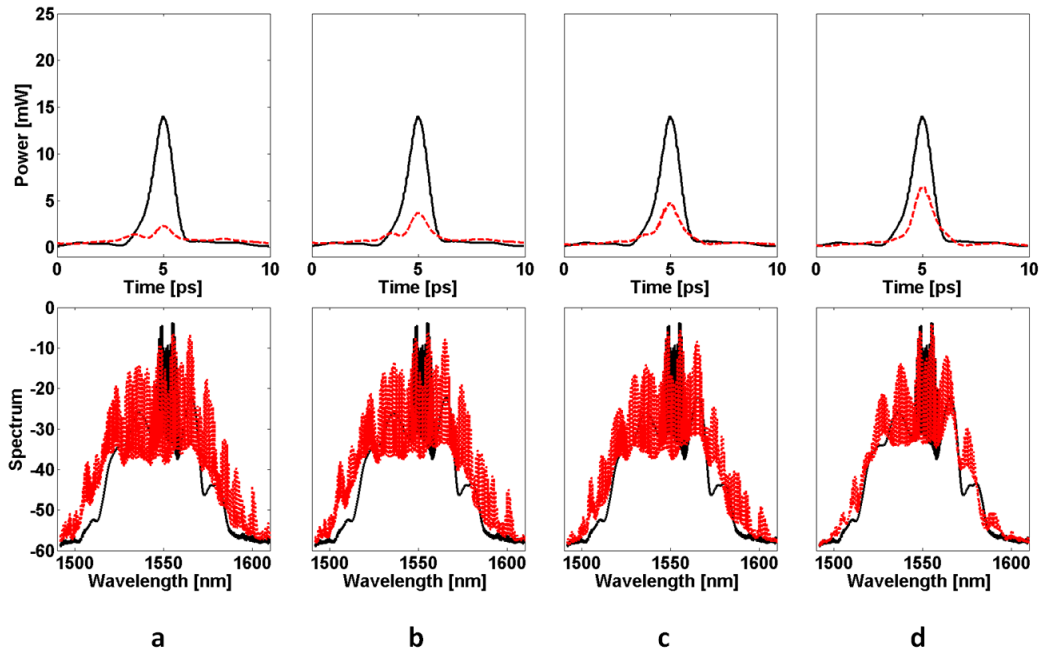 25
20
15
10
5
0
Power [mW]
0 5 10
Time [ps]
0 5 10
Time [ps]
0 5 10
Time [ps]
0 5 10
Time [ps]
0
-10
-20
-30
-40
-50
-60
Spectrum
1500 1550 1600
Wavelength [nm]
1500 1550 1600
Wavelength [nm]
1500 1550 1600
Wavelength [nm]
1500 1550 1600
Wavelength [nm]
a b c d